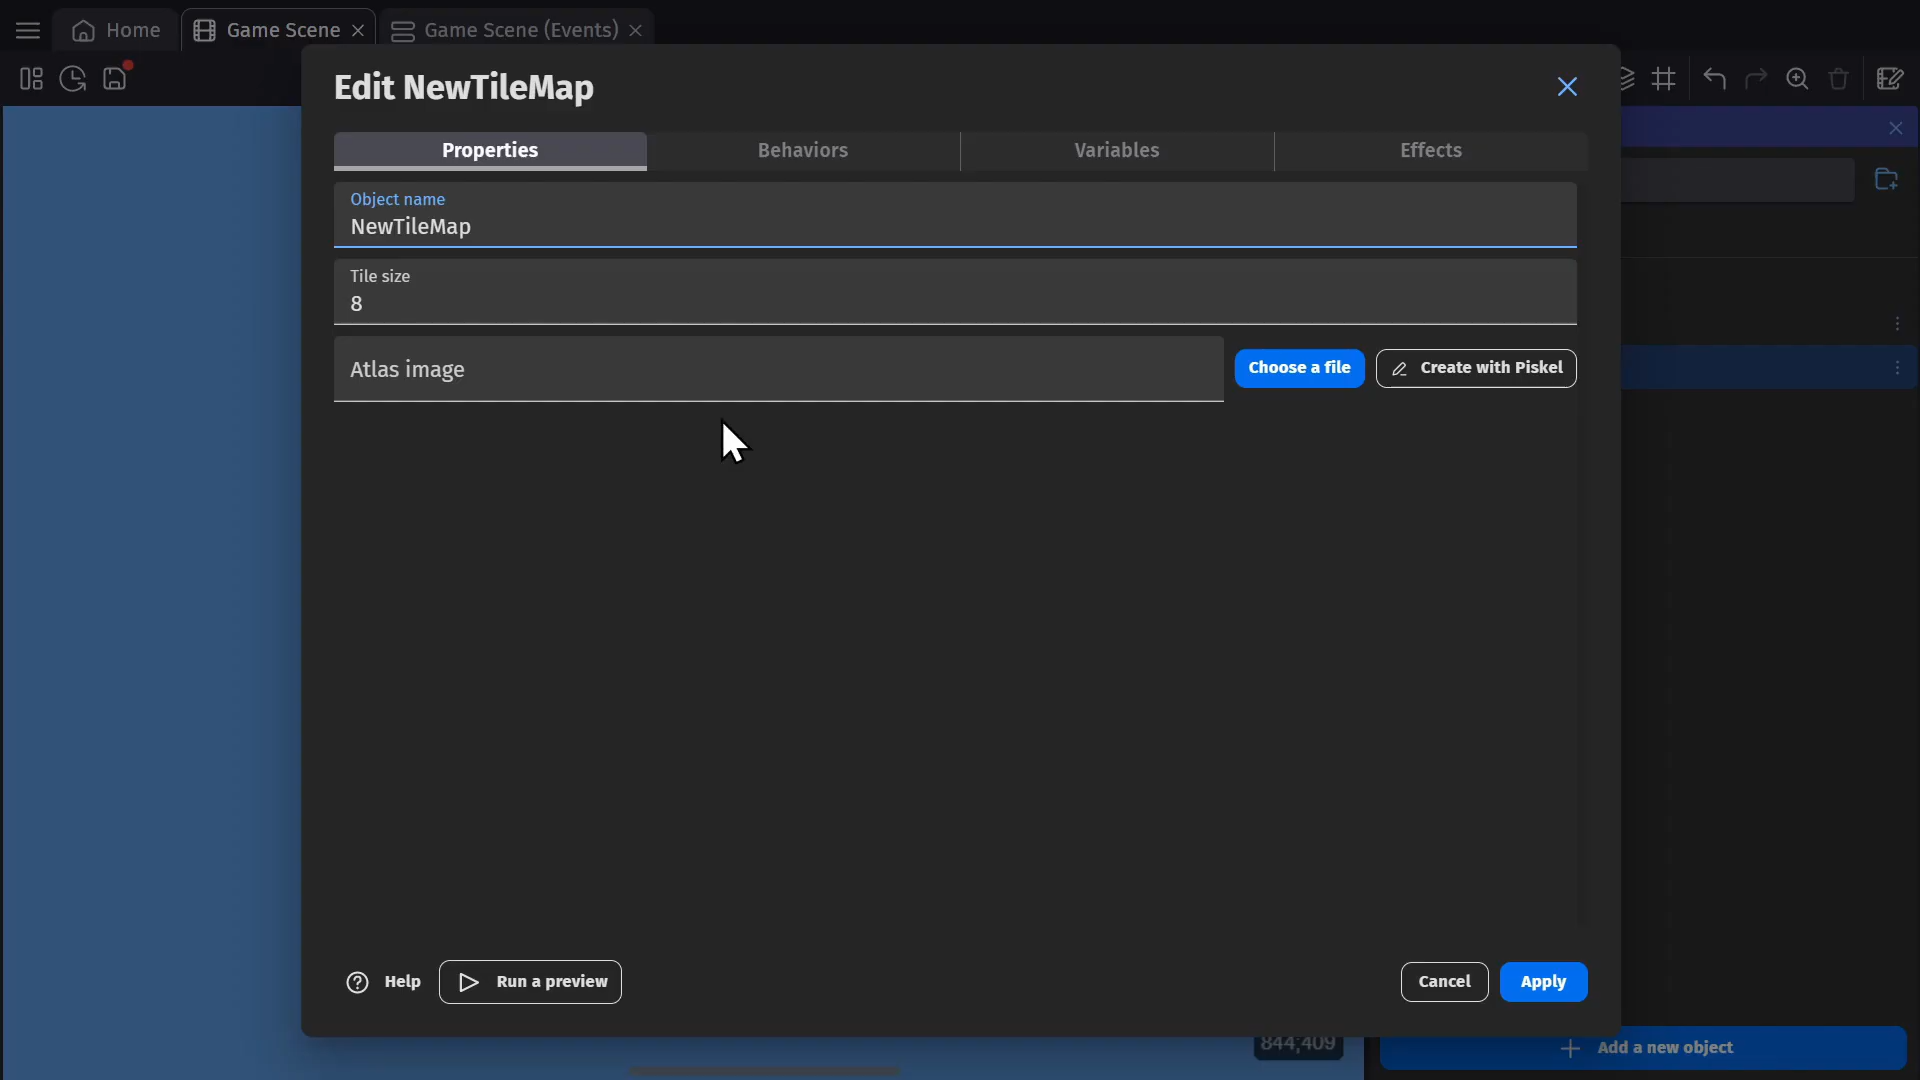 Home
Game Scene
Game Scene (Events)
Edit NewTileMap
Properties
Behaviors
Variables
Effects
Object name
NewTileMap
Tile size
8
Atlas image
Choose a file
Create with Piskel
Help
Run a preview
Cancel
Apply
844;409
Add a new object